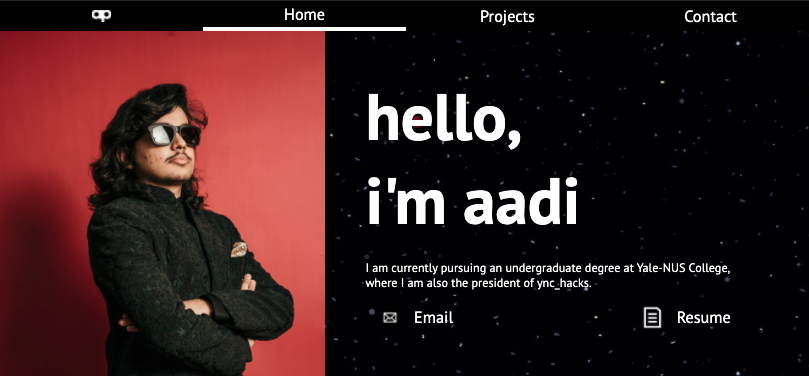 Home
Projects
Contact
hello,
i'm aadi
I am currently pursuing an undergraduate degree at Yale-NUS College,
where I am also the president of ync_hacks.
Email
Resume